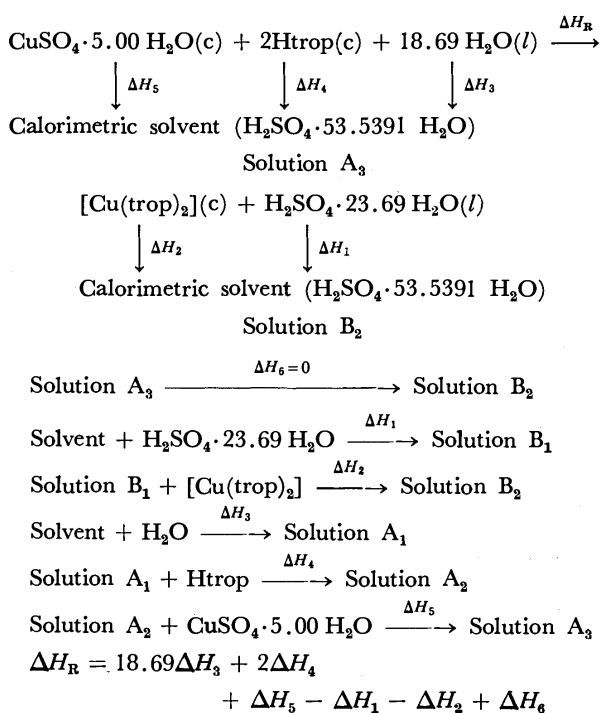 CuSO₄·5.00 H₂O(c) + 2Htrop(c) + 18.69 H₂O(l) ⟶ ΔH_R
↓ΔH₅ ↓ΔH₄ ↓ΔH₃
Calorimetric solvent (H₂SO₄·53.5391 H₂O)
Solution A₃
[Cu(trop)₂](c) + H₂SO₄·23.69 H₂O(l)
↓ΔH₂ ↓ΔH₁
Calorimetric solvent (H₂SO₄·53.5391 H₂O)
Solution B₂
ΔH₆=0
Solution A₃ ⟶ Solution B₂
ΔH₁
Solvent + H₂SO₄·23.69 H₂O ⟶ Solution B₁
ΔH₂
Solution B₁ + [Cu(trop)₂] ⟶ Solution B₂
ΔH₃
Solvent + H₂O ⟶ Solution A₁
ΔH₄
Solution A₁ + Htrop ⟶ Solution A₂
ΔH₅
Solution A₂ + CuSO₄·5.00 H₂O ⟶ Solution A₃
ΔH_R = 18.69ΔH₃ + 2ΔH₄
+ ΔH₅ − ΔH₁ − ΔH₂ + ΔH₆